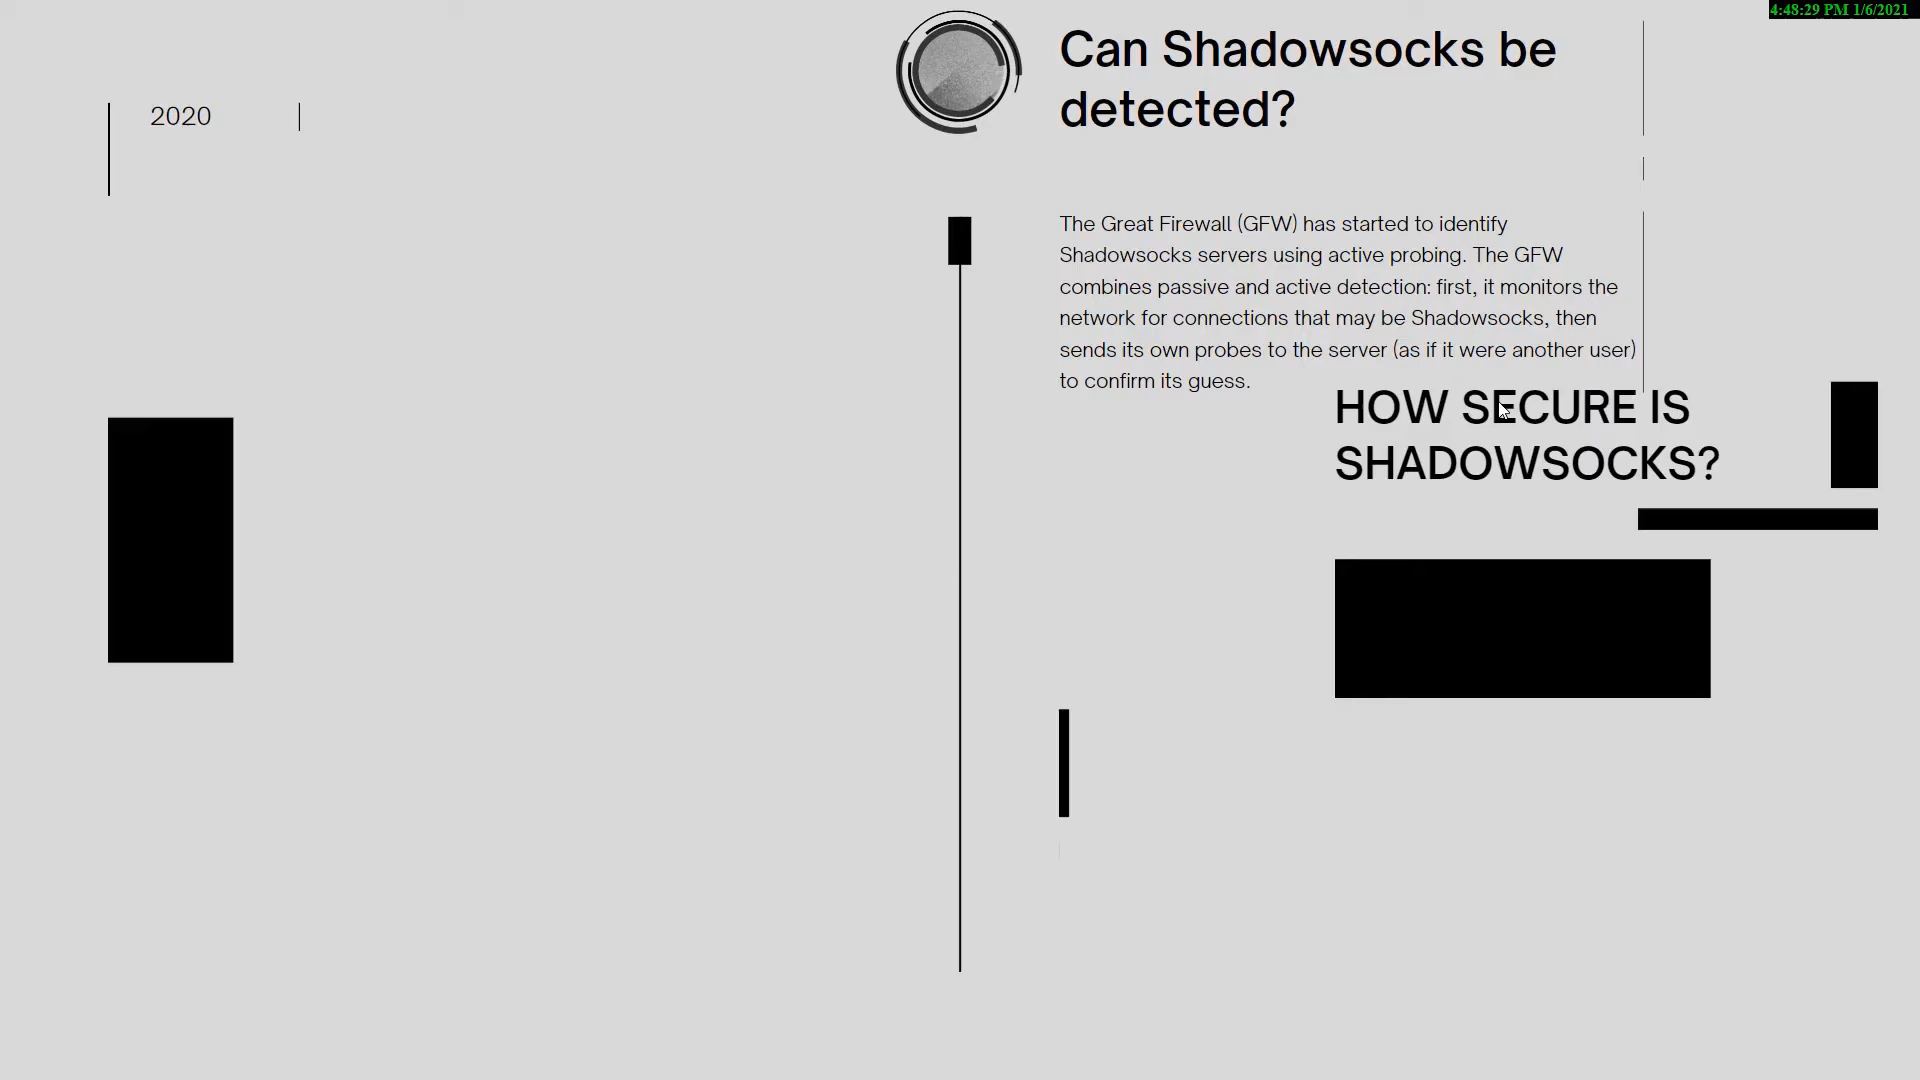 4:48:29 PM 1/6/2021
2020
Can Shadowsocks be
detected?
The Great Firewall (GFW) has started to identify
Shadowsocks servers using active probing. The GFW
combines passive and active detection: first, it monitors the
network for connections that may be Shadowsocks, then
sends its own probes to the server (as if it were another user)
to confirm its guess.
HOW SECURE IS
SHADOWSOCKS?